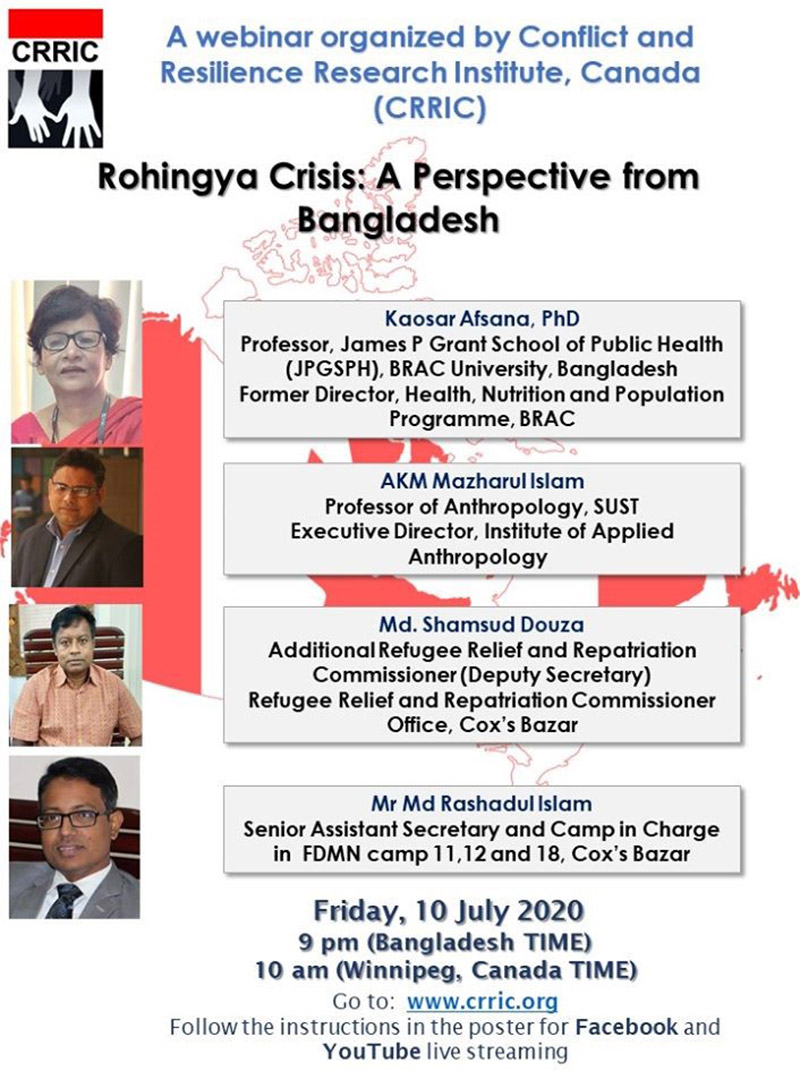 CRRIC
A webinar organized by Conflict and
Resilience Research Institute, Canada
(CRRIC)
Rohingya Crisis: A Perspective from
Bangladesh
Kaosar Afsana, PhD
Professor, James P Grant School of Public Health
(JPGSPH), BRAC University, Bangladesh
Former Director, Health, Nutrition and Population
Programme, BRAC
AKM Mazharul Islam
Professor of Anthropology, SUST
Executive Director, Institute of Applied
Anthropology
Md. Shamsud Douza
Additional Refugee Relief and Repatriation
Commissioner (Deputy Secretary)
Refugee Relief and Repatriation Commissioner
Office, Cox's Bazar
Mr Md Rashadul Islam
Senior Assistant Secretary and Camp in Charge
in FDMN camp 11,12 and 18, Cox's Bazar
Friday, 10 July 2020
9 pm (Bangladesh TIME)
10 am (Winnipeg, Canada TIME)
Go to: www.crric.org
Follow the instructions in the poster for Facebook and
YouTube live streaming